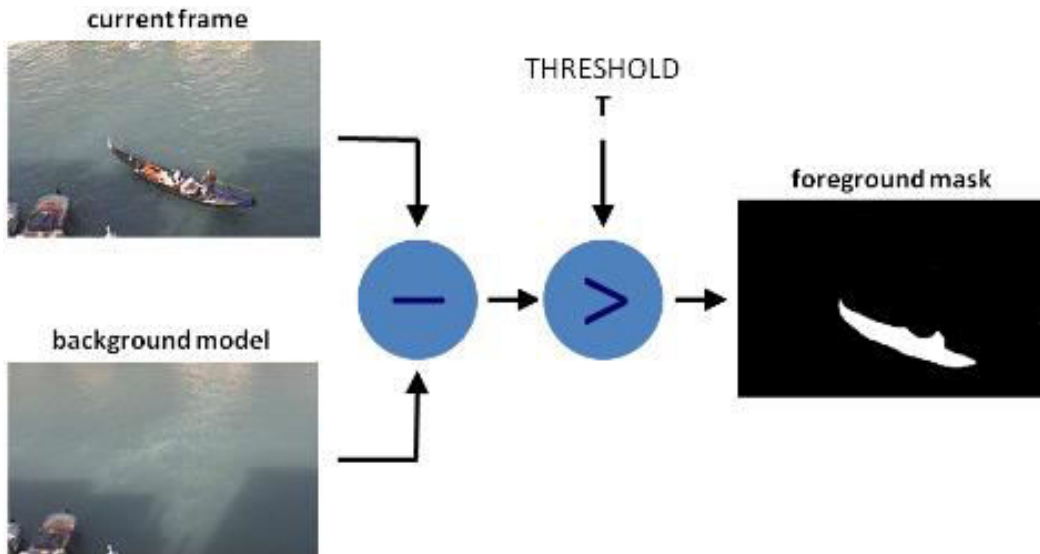 current frame
THRESHOLD
T
foreground mask
background model